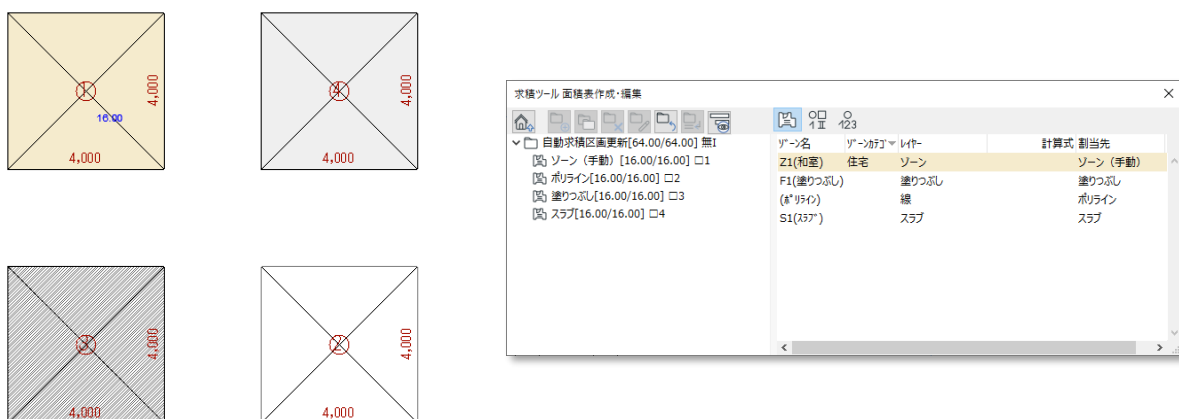 1
4,000
16.00
4,000
4
4,000
4,000
3
4,000
4,000
2
4,000
4,000
求積ツール 面積表作成・編集
自動求積区画更新[64.00/64.00] 無I
ゾーン（手動）[16.00/16.00] □1
ポリライン[16.00/16.00] □2
塗りつぶし[16.00/16.00] □3
スラブ[16.00/16.00] □4
ｿﾞｰﾝ名 ｿﾞｰﾝｶﾃｺﾞ ﾚｲﾔｰ 計算式 割当先
Z1(和室) 住宅 ゾーン ゾーン（手動）
F1(塗りつぶし) 塗りつぶし 塗りつぶし
(ﾎﾟﾘﾗｲﾝ) 線 ポリライン
S1(ｽﾗﾌﾞ) スラブ スラブ